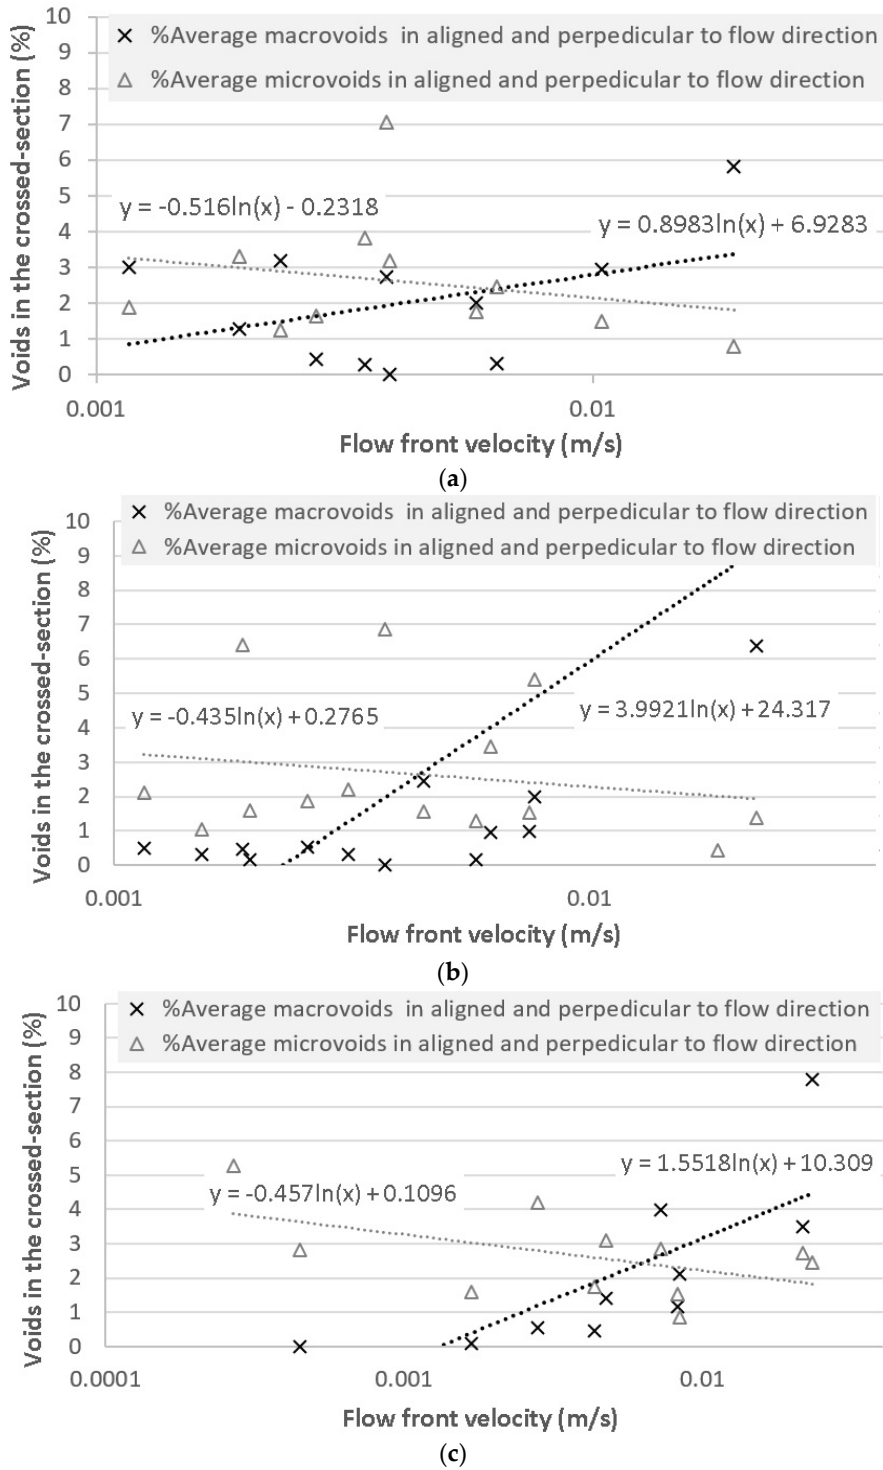 10
× %Average macrovoids in aligned and perpedicular to flow direction
9
8
△ %Average microvoids in aligned and perpedicular to flow direction
7
6
5
y = -0.516ln(x) - 0.2318
y = 0.8983ln(x) + 6.9283
4
3
2
1
0
Voids in the crossed-section (%)
0.001
0.01
Flow front velocity (m/s)
(a)
× %Average macrovoids in aligned and perpedicular to flow direction
10
△ %Average microvoids in aligned and perpedicular to flow direction
9
8
7
6
5
y = -0.435ln(x) + 0.2765
y = 3.9921ln(x) + 24.317
4
3
2
1
0
Voids in the crossed-section (%)
0.001
0.01
Flow front velocity (m/s)
(b)
10
× %Average macrovoids in aligned and perpedicular to flow direction
9
△ %Average microvoids in aligned and perpedicular to flow direction
8
7
6
5
y = 1.5518ln(x) + 10.309
y = -0.457ln(x) + 0.1096
4
3
2
1
0
Voids in the crossed-section (%)
0.0001
0.001
0.01
Flow front velocity (m/s)
(c)